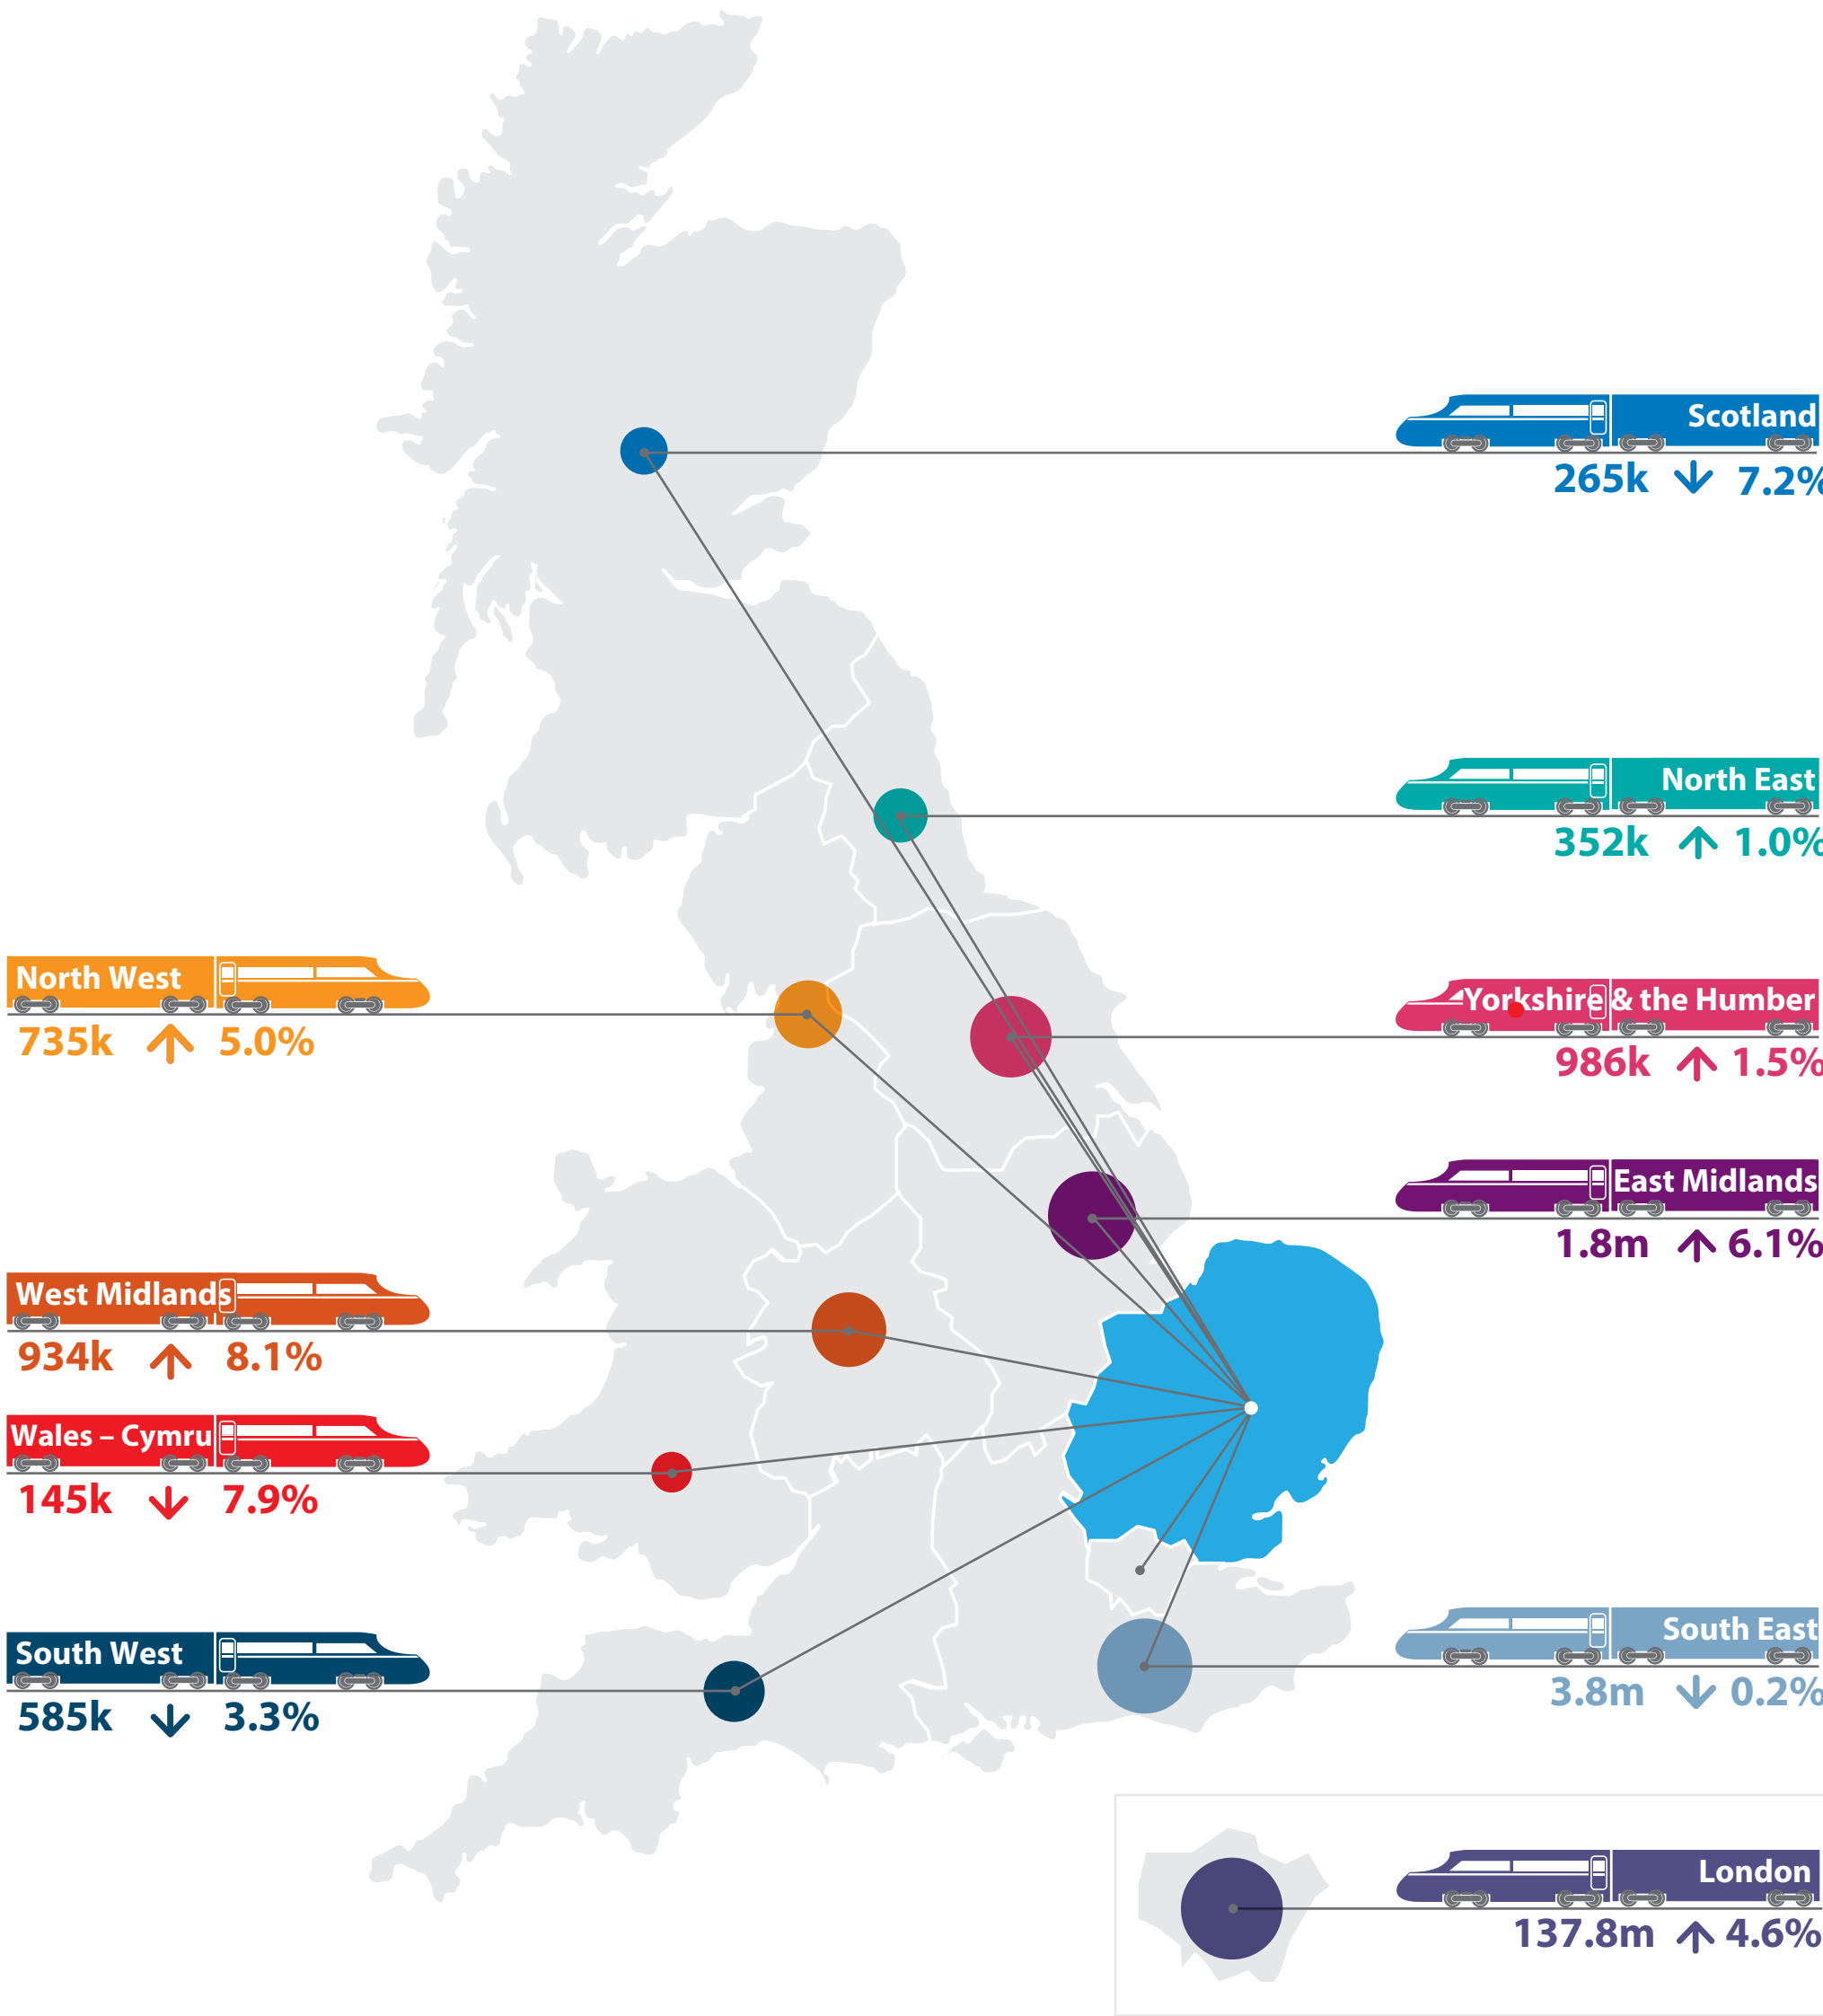 Scotland
265k 7.2%
North East
352k 1.0%
North West
735k 5.0%
Yorkshire & the Humber
986k 1.5%
East Midlands
1.8m 6.1%
West Midlands
934k 8.1%
Wales – Cymru
145k 7.9%
South West
585k 3.3%
South East
3.8m 0.2%
London
137.8m 4.6%